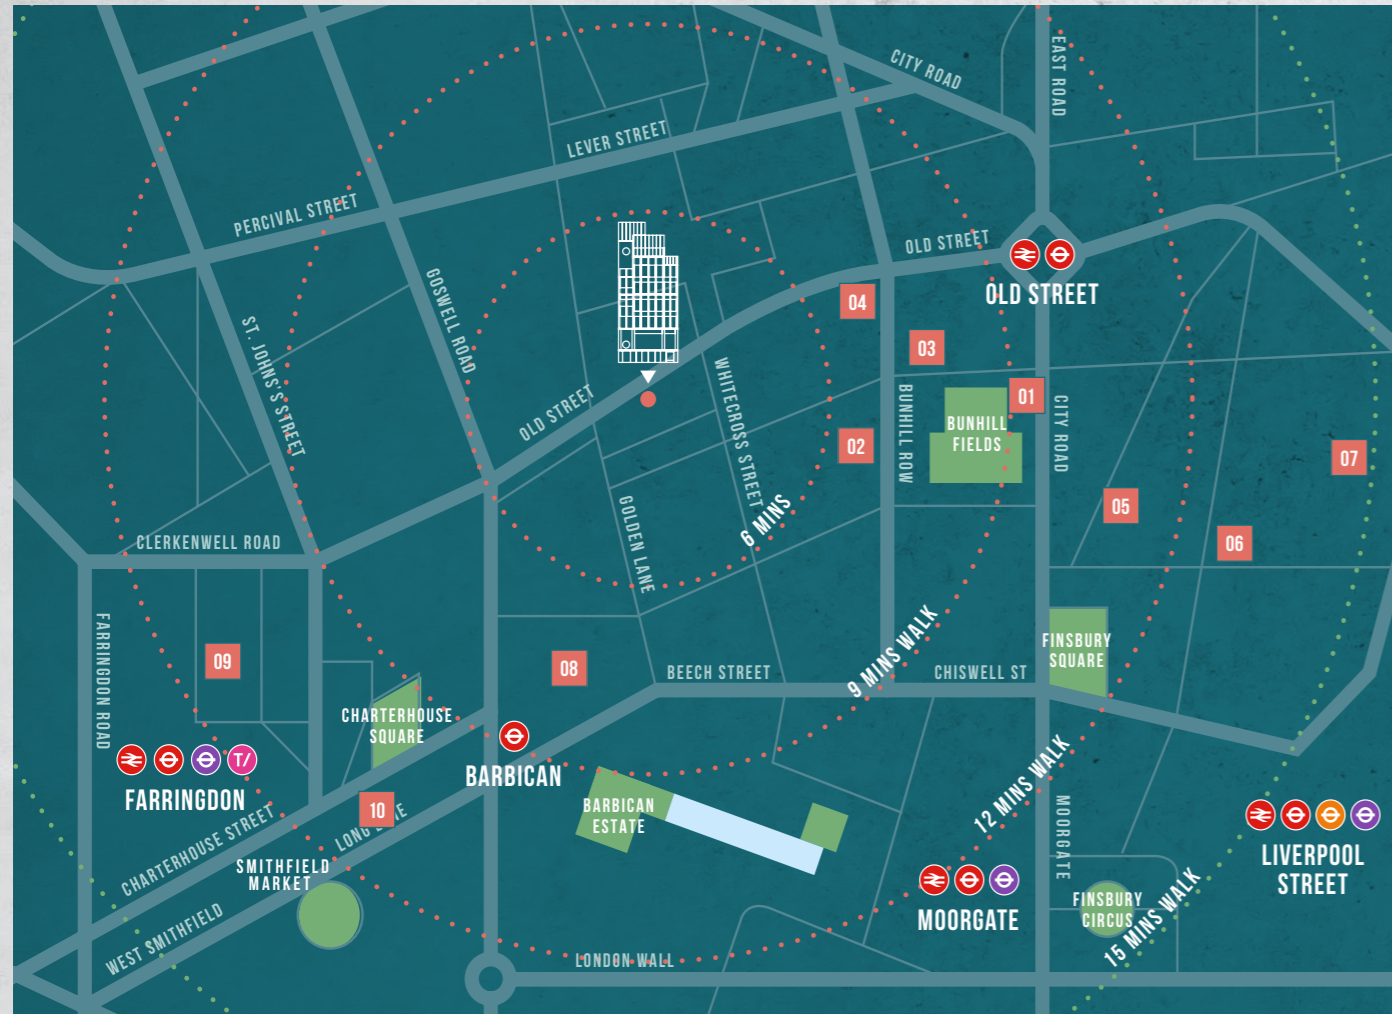 CITY ROAD
EAST ROAD
LEVER STREET
PERCIVAL STREET
OLD STREET
OLD STREET
GOSWELL ROAD
ST. JOHNS'S STREET
04
03
01
BUNHILL
FIELDS
BUNHILL ROW
CITY ROAD
WHITECROSS STREET
OLD STREET
02
07
05
06
GOLDEN LANE
6 MINS
CLERKENWELL ROAD
FARRINGDON ROAD
09
08
BEECH STREET
9 MINS WALK
CHISWELL ST
FINSBURY
SQUARE
CHARTERHOUSE
SQUARE
T/
FARRINGDON
BARBICAN
10
LONG LANE
CHARTERHOUSE STREET
BARBICAN
ESTATE
12 MINS WALK
MOORGATE
LIVERPOOL
STREET
SMITHFIELD
MARKET
WEST SMITHFIELD
MOORGATE
FINSBURY
CIRCUS
15 MINS WALK
LONDON WALL